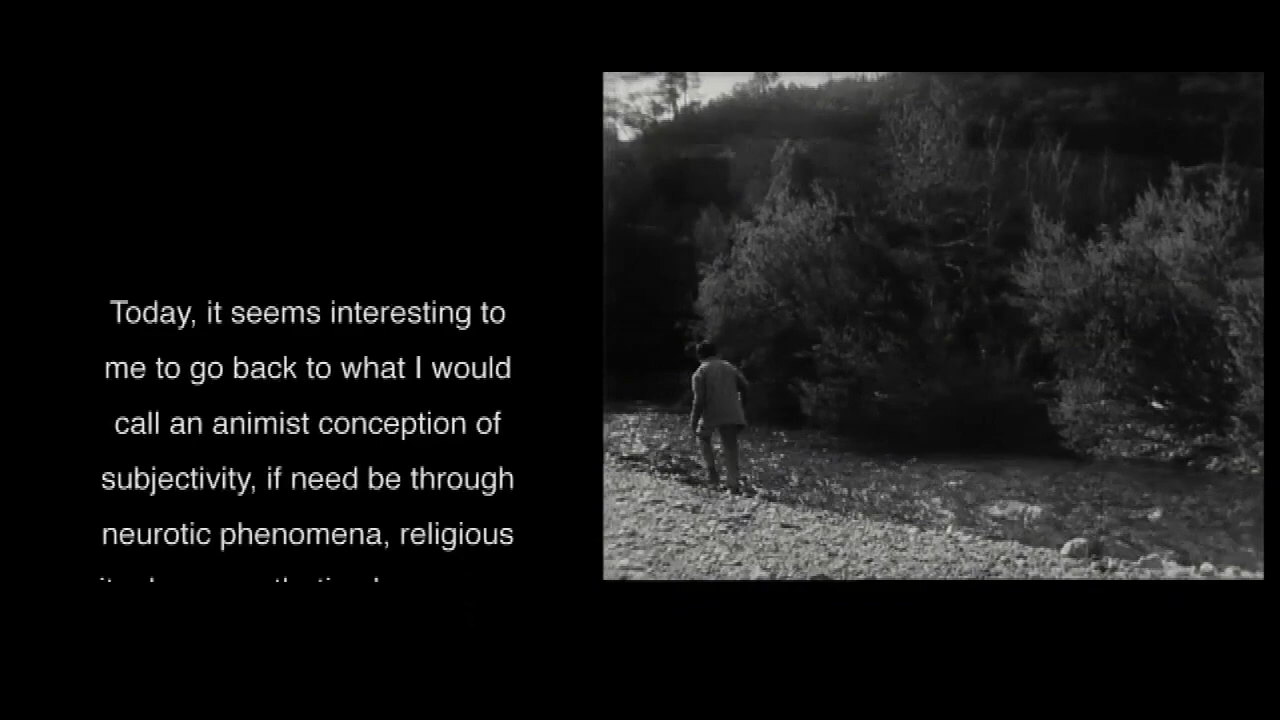 Today, it seems interesting to
me to go back to what I would
call an animist conception of
subjectivity, if need be through
neurotic phenomena, religious